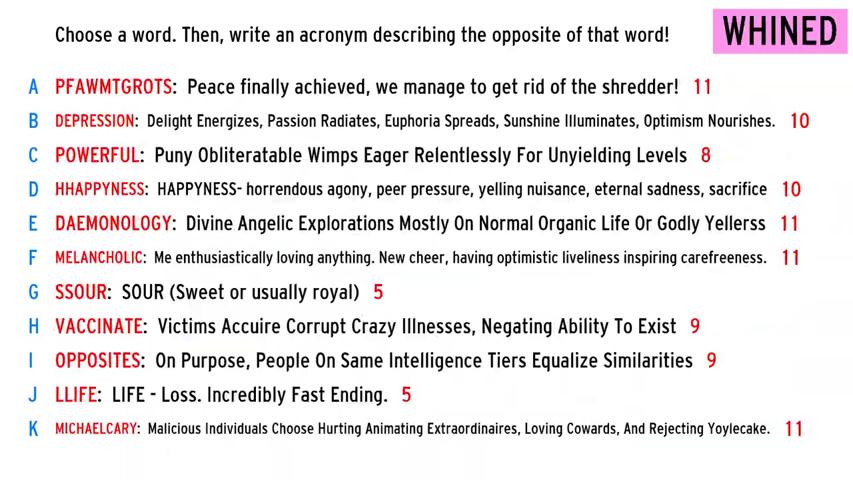 Choose a word. Then, write an acronym describing the opposite of that word!
WHINED
A PFAWMTGROTS: Peace finally achieved, we manage to get rid of the shredder! 11
B DEPRESSION: Delight Energizes, Passion Radiates, Euphoria Spreads, Sunshine Illuminates, Optimism Nourishes. 10
C POWERFUL: Puny Obliteratable Wimps Eager Relentlessly For Unyielding Levels 8
D HHAPPYNESS: HAPPYNESS- horrendous agony, peer pressure, yelling nuisance, eternal sadness, sacrifice 10
E DAEMONOLOGY: Divine Angelic Explorations Mostly On Normal Organic Life Or Godly Yellerss 11
F MELANCHOLIC: Me enthusiastically loving anything. New cheer, having optimistic liveliness inspiring carefreeness. 11
G SSOUR: SOUR (Sweet or usually royal) 5
H VACCINATE: Victims Accuire Corrupt Crazy Illnesses, Negating Ability To Exist 9
I OPPOSITES: On Purpose, People On Same Intelligence Tiers Equalize Similarities 9
J LLIFE: LIFE - Loss. Incredibly Fast Ending. 5
K MICHAELCARY: Malicious Individuals Choose Hurting Animating Extraordinaires, Loving Cowards, And Rejecting Yoylecake. 11